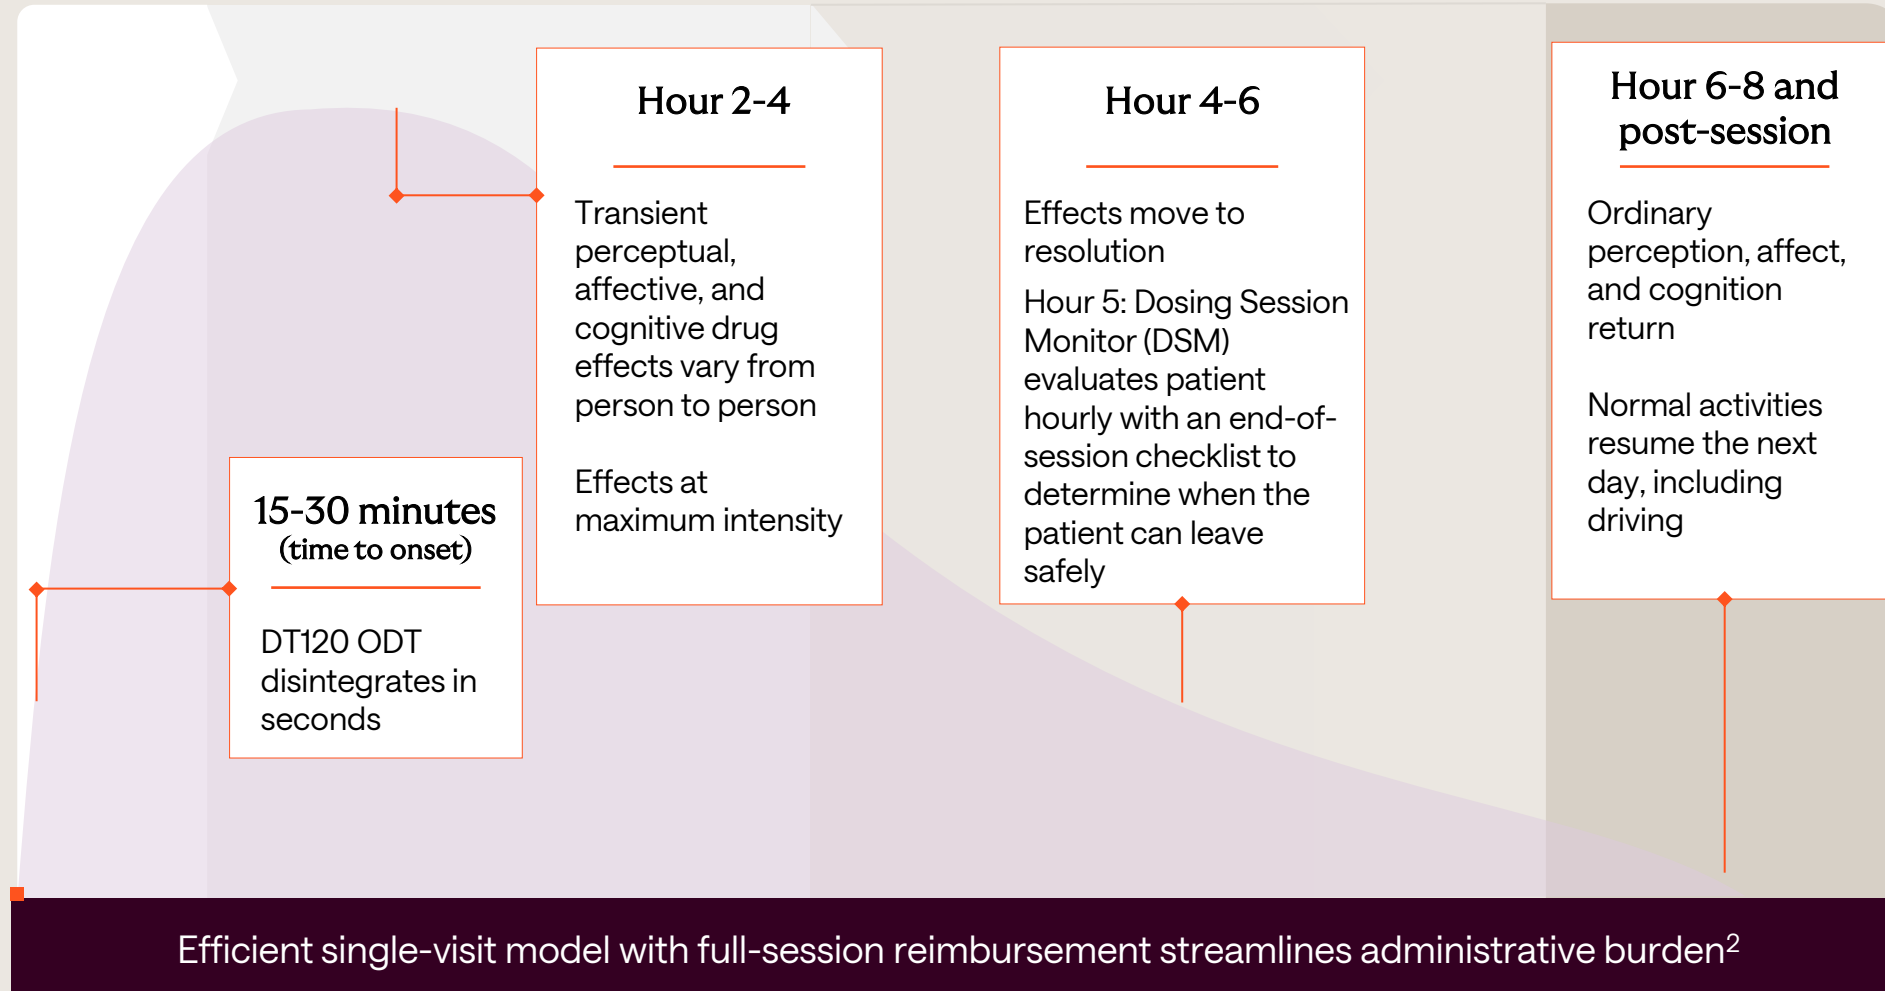 15-30 minutes
(time to onset)
DT120 ODT
disintegrates in
seconds
Hour 2-4
Transient
perceptual,
affective, and
cognitive drug
effects vary from
person to person
Effects at
maximum intensity
Hour 4-6
Effects move to
resolution
Hour 5: Dosing Session
Monitor (DSM)
evaluates patient
hourly with an end-of-
session checklist to
determine when the
patient can leave
safely
Hour 6-8 and
post-session
Ordinary
perception, affect,
and cognition
return
Normal activities
resume the next
day, including
driving
Efficient single-visit model with full-session reimbursement streamlines administrative burden²